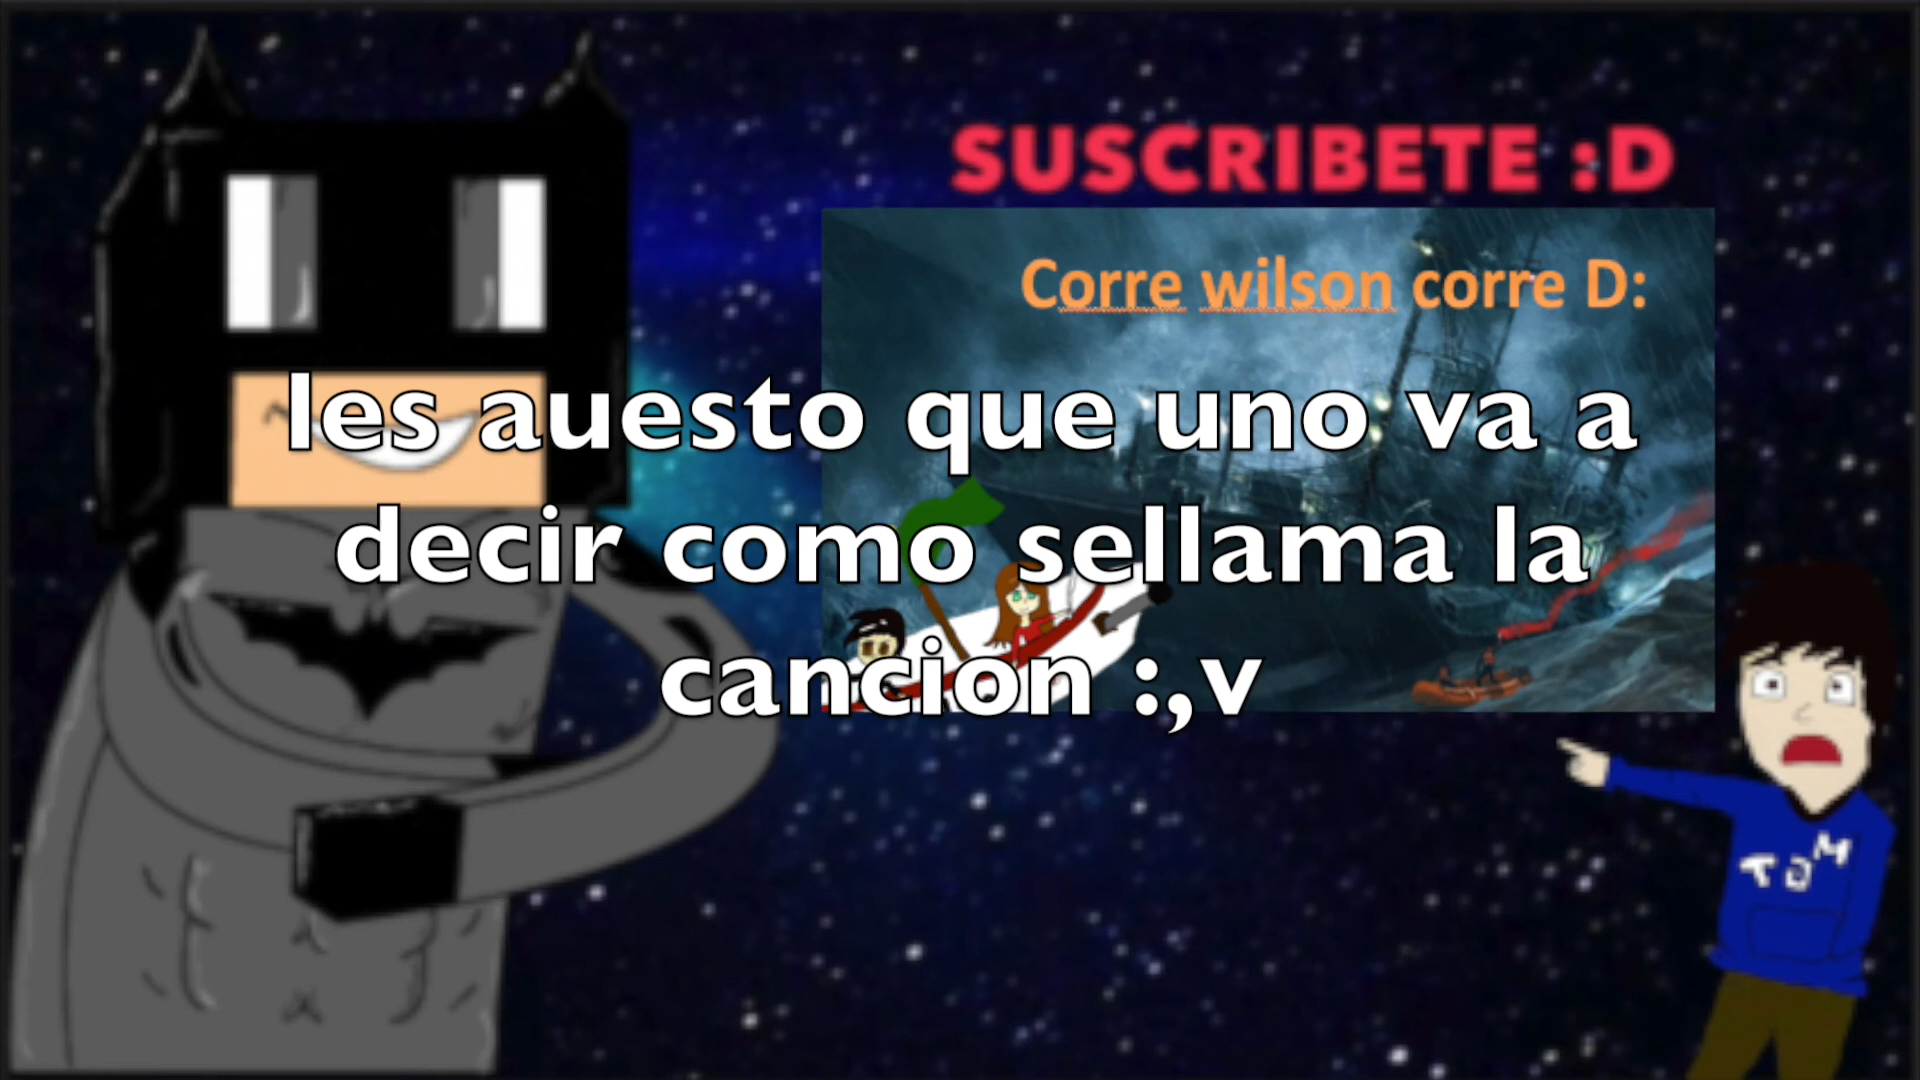 SUSCRIBETE :D
Corre wilson corre D:
les auesto que uno va a
decir como sellama la
cancion :,v
TOM